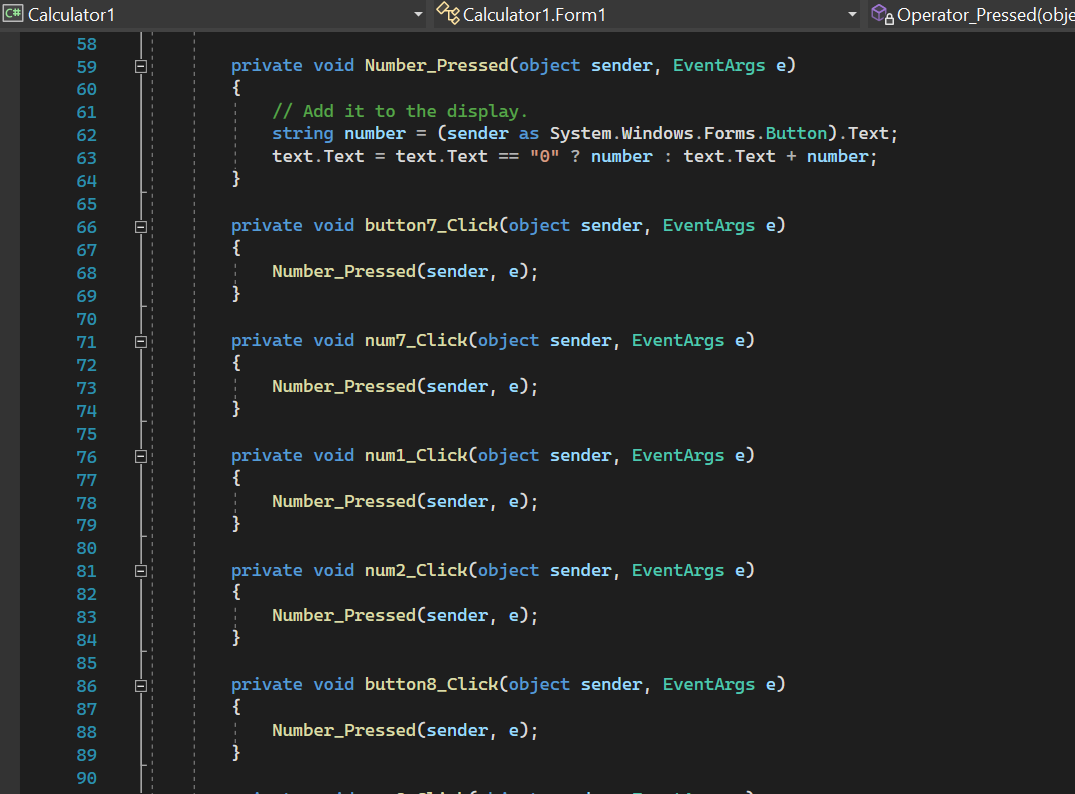 C# Calculator1 Calculator1.Form1 Operator_Pressed(obje
58
59 private void Number_Pressed(object sender, EventArgs e)
60 {
61 // Add it to the display.
62 string number = (sender as System.Windows.Forms.Button).Text;
63 text.Text = text.Text == "0" ? number : text.Text + number;
64 }
65
66 private void button7_Click(object sender, EventArgs e)
67 {
68 Number_Pressed(sender, e);
69 }
70
71 private void num7_Click(object sender, EventArgs e)
72 {
73 Number_Pressed(sender, e);
74 }
75
76 private void num1_Click(object sender, EventArgs e)
77 {
78 Number_Pressed(sender, e);
79 }
80
81 private void num2_Click(object sender, EventArgs e)
82 {
83 Number_Pressed(sender, e);
84 }
85
86 private void button8_Click(object sender, EventArgs e)
87 {
88 Number_Pressed(sender, e);
89 }
90